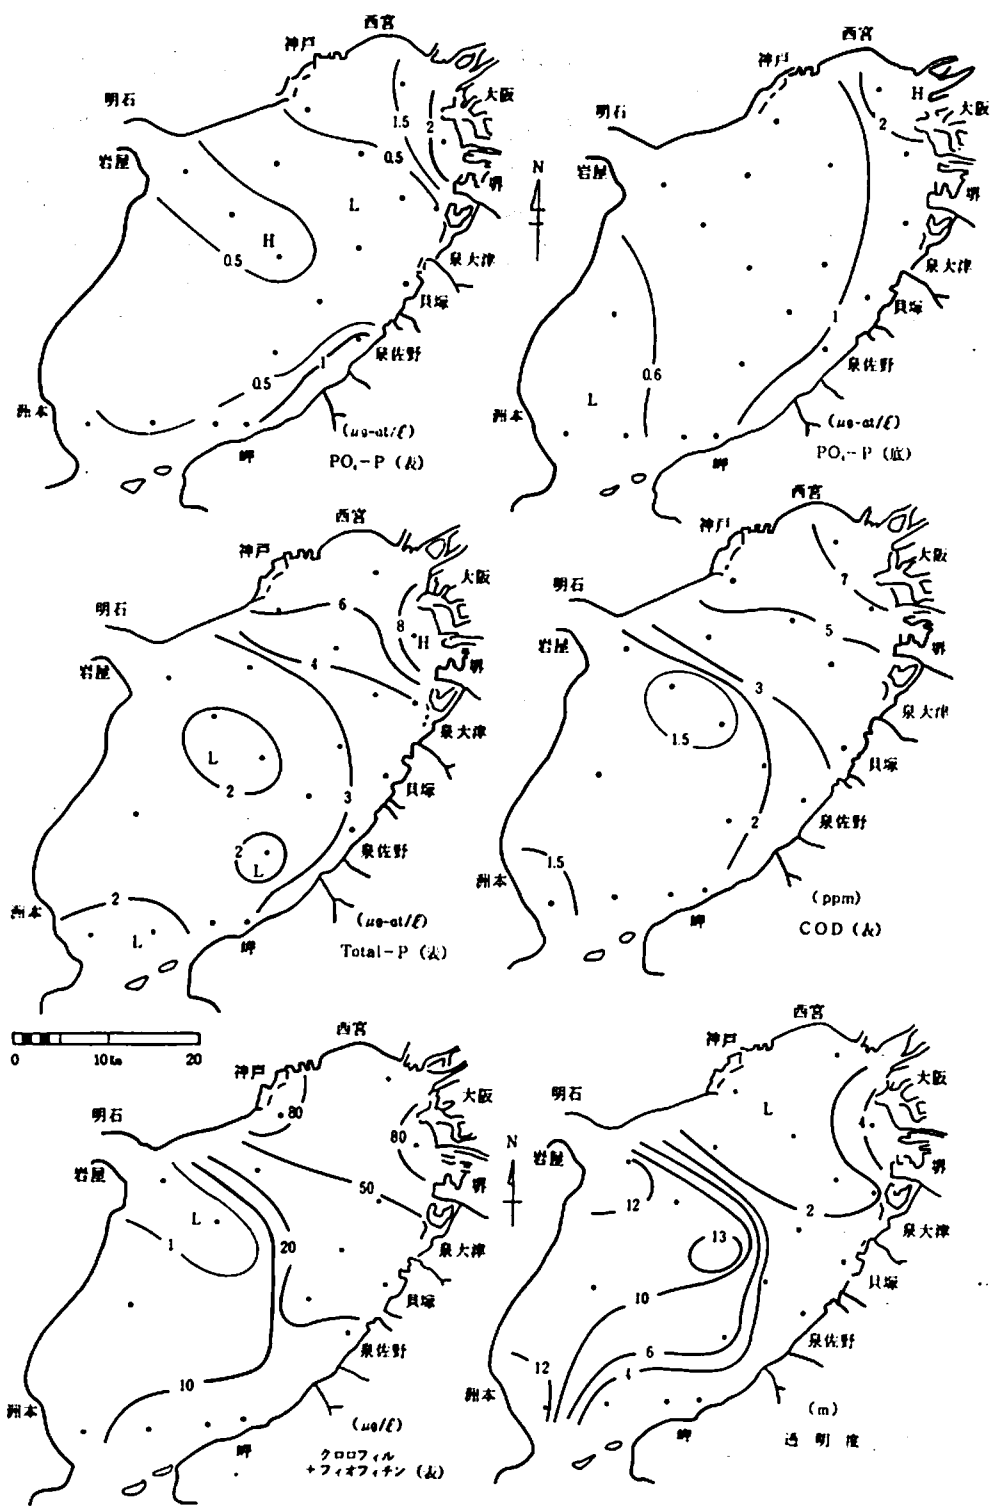 西宮
神戸
明石
大阪
1.5
2
0.5
岩屋
堺
L
H
0.5
泉大津
貝塚
泉佐野
1
0.5
洲本
(μg-at/ℓ)
岬
PO₄-P (表)
N
西宮
神戸
明石
H
大阪
2
岩屋
堺
泉大津
貝塚
1
泉佐野
0.6
L
洲本
(μg-at/ℓ)
岬
PO₄-P (底)
西宮
神戸
大阪
明石
6
8
H
4
堺
岩屋
泉大津
L
2
貝塚
3
泉佐野
2
L
2
洲本
L
(μg-at/ℓ)
岬
Total-P (表)
西宮
神戸
大阪
7
明石
5
岩屋
堺
3
泉大津
1.5
貝塚
2
泉佐野
1.5
洲本
(ppm)
岬
COD (表)
0 10km 20
西宮
神戸
大阪
明石
80
80
岩屋
堺
50
L
1
20
泉大津
貝塚
泉佐野
10
洲本
(μg/ℓ)
岬
クロロフィル
+フィオフィチン (表)
N
西宮
神戸
大阪
明石
L
4
岩屋
堺
12
2
13
泉大津
10
貝塚
6
泉佐野
12
4
洲本
(m)
岬
透明度